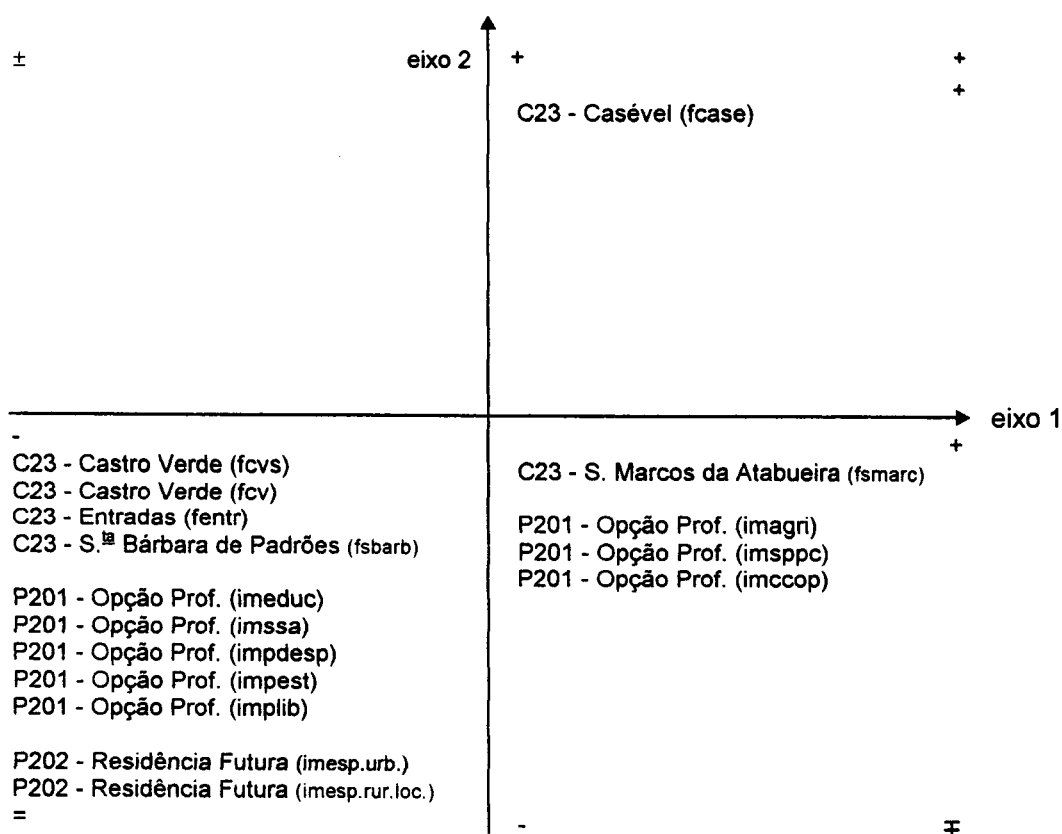 ± eixo 2 + +
+
C23 - Casével (fcase)
eixo 1
- +
C23 - Castro Verde (fcvs)
C23 - Castro Verde (fcv)
C23 - Entradas (fentr)
C23 - S.ta Bárbara de Padrões (fsbarb)
P201 - Opção Prof. (imeduc)
P201 - Opção Prof. (imssa)
P201 - Opção Prof. (impdesp)
P201 - Opção Prof. (impest)
P201 - Opção Prof. (implib)
P202 - Residência Futura (imesp.urb.)
P202 - Residência Futura (imesp.rur.loc.)
=
C23 - S. Marcos da Atabueira (fsmarc)
P201 - Opção Prof. (imagri)
P201 - Opção Prof. (imsppc)
P201 - Opção Prof. (imccop)
- ∓